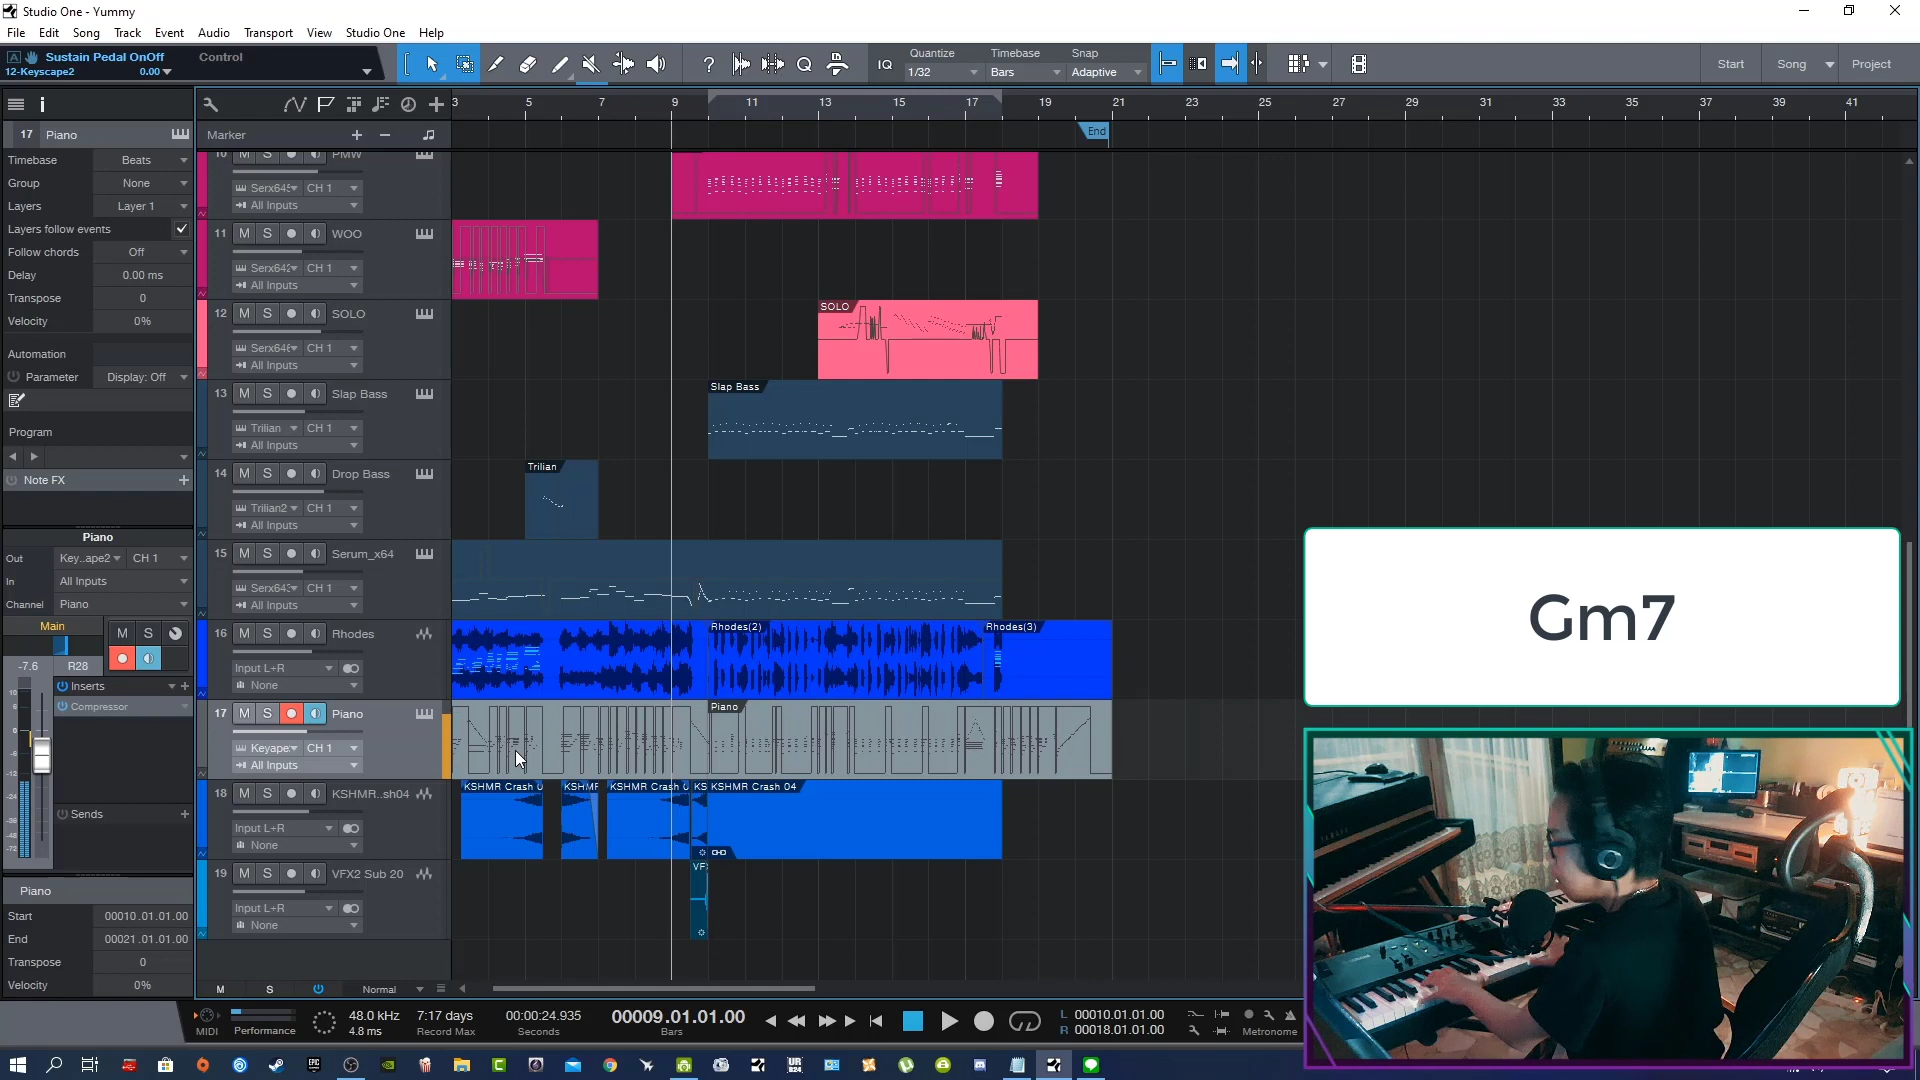 Studio One - Yummy
File Edit Song Track Event Audio Transport View Studio One Help
Sustain Pedal OnOff Control
12-Keyscape2 0.00
IQ
Quantize Timebase Snap
1/32 Bars Adaptive
Start Song Project
3 5 7 9 11 13 15 17 19 21 23 25 27 29 31 33 35 37 39 41
17 Piano
Marker
End
Timebase Beats
Group None
Layers Layer 1
Layers follow events
Follow chords Off
Delay 0.00 ms
Transpose 0
Velocity 0%
Automation
Parameter Display: Off
Program
Note FX
Piano
Out Key..ape2 CH 1
In All Inputs
Channel Piano
Main
M S
-7.6 R28
Inserts
Compressor
Sends
Piano
Start 00010.01.01.00
End 00021.01.01.00
Transpose 0
Velocity 0%
10 M S PMW
CH 1
All Inputs
11 M S WOO
CH 1
All Inputs
12 M S SOLO
CH 1
All Inputs
SOLO
13 M S Slap Bass
Trilian CH 1
All Inputs
Slap Bass
14 M S Drop Bass
Trilian2 CH 1
All Inputs
Trilian
15 M S Serum_x64
CH 1
All Inputs
16 M S Rhodes
Input L+R
None
Rhodes(2) Rhodes(3)
17 M S Piano
CH 1
All Inputs
Piano
18 M S KSHMR..sh04
Input L+R
None
KSHMR Crash 0 KSHMR KSHMR Crash 0 KS KSHMR Crash 04
19 M S VFX2 Sub 20
Input L+R
None
VF
M S Normal
MIDI Performance
48.0 kHz
4.8 ms
7:17 days
Record Max
00:00:24.935
Seconds
00009.01.01.00
Bars
L 00010.01.01.00
R 00018.01.01.00
Metronome
Gm7